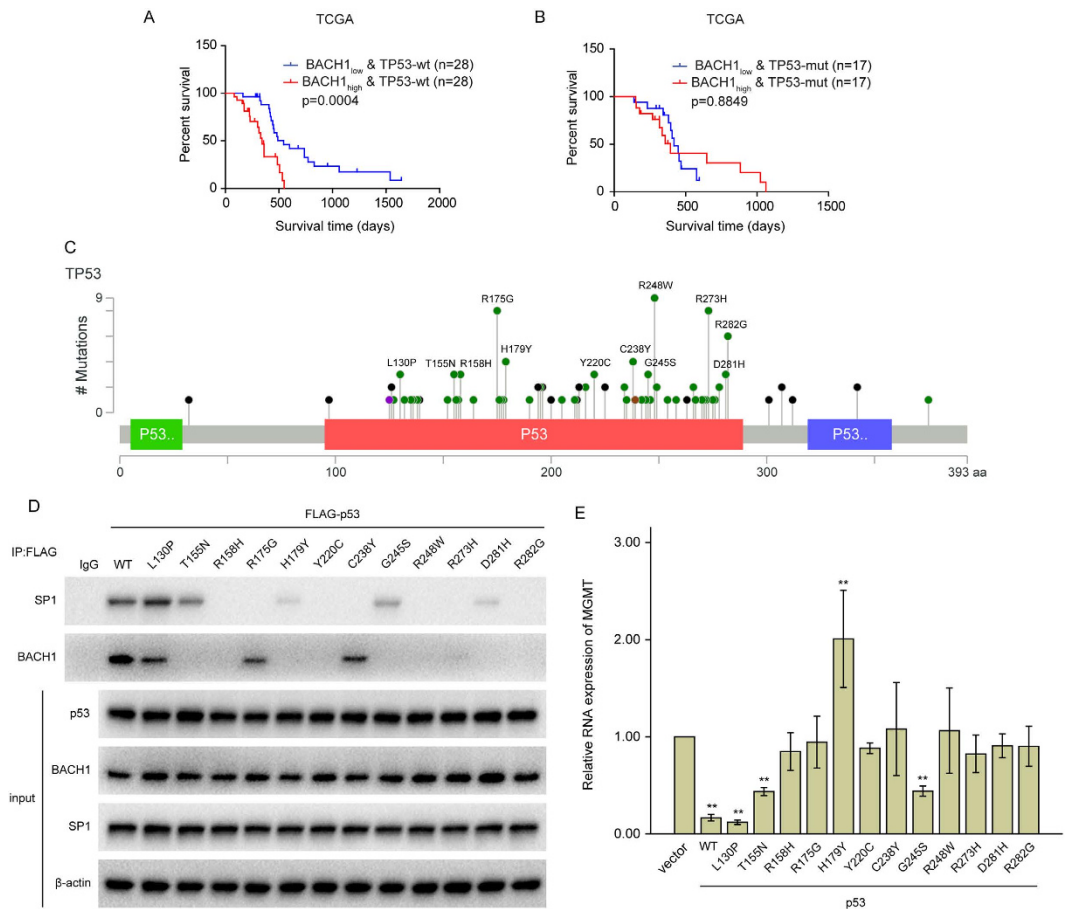 A
TCGA
150
100
50
0
Percent survival
BACH1low & TP53-wt (n=28)
BACH1high & TP53-wt (n=28)
p=0.0004
0 500 1000 1500 2000
Survival time (days)
B
TCGA
150
100
50
0
Percent survival
BACH1low & TP53-mut (n=17)
BACH1high & TP53-mut (n=17)
p=0.8849
0 500 1000 1500
Survival time (days)
C
TP53
# Mutations
9
0
R248W
R175G R273H
R282G
H179Y C238Y
L130P T155N R158H Y220C G245S D281H
P53.. P53 P53..
0 100 200 300 393 aa
D
FLAG-p53
IP:FLAG
IgG WT L130P T155N R158H R175G H179Y Y220C C238Y G245S R248W R273H D281H R282G
SP1
BACH1
input
p53
BACH1
SP1
β-actin
E
Relative RNA expression of MGMT
3.00
2.00
1.00
0.00
** ** ** ** **
vector WT L130P T155N R158H R175G H179Y Y220C C238Y G245S R248W R273H D281H R282G
p53